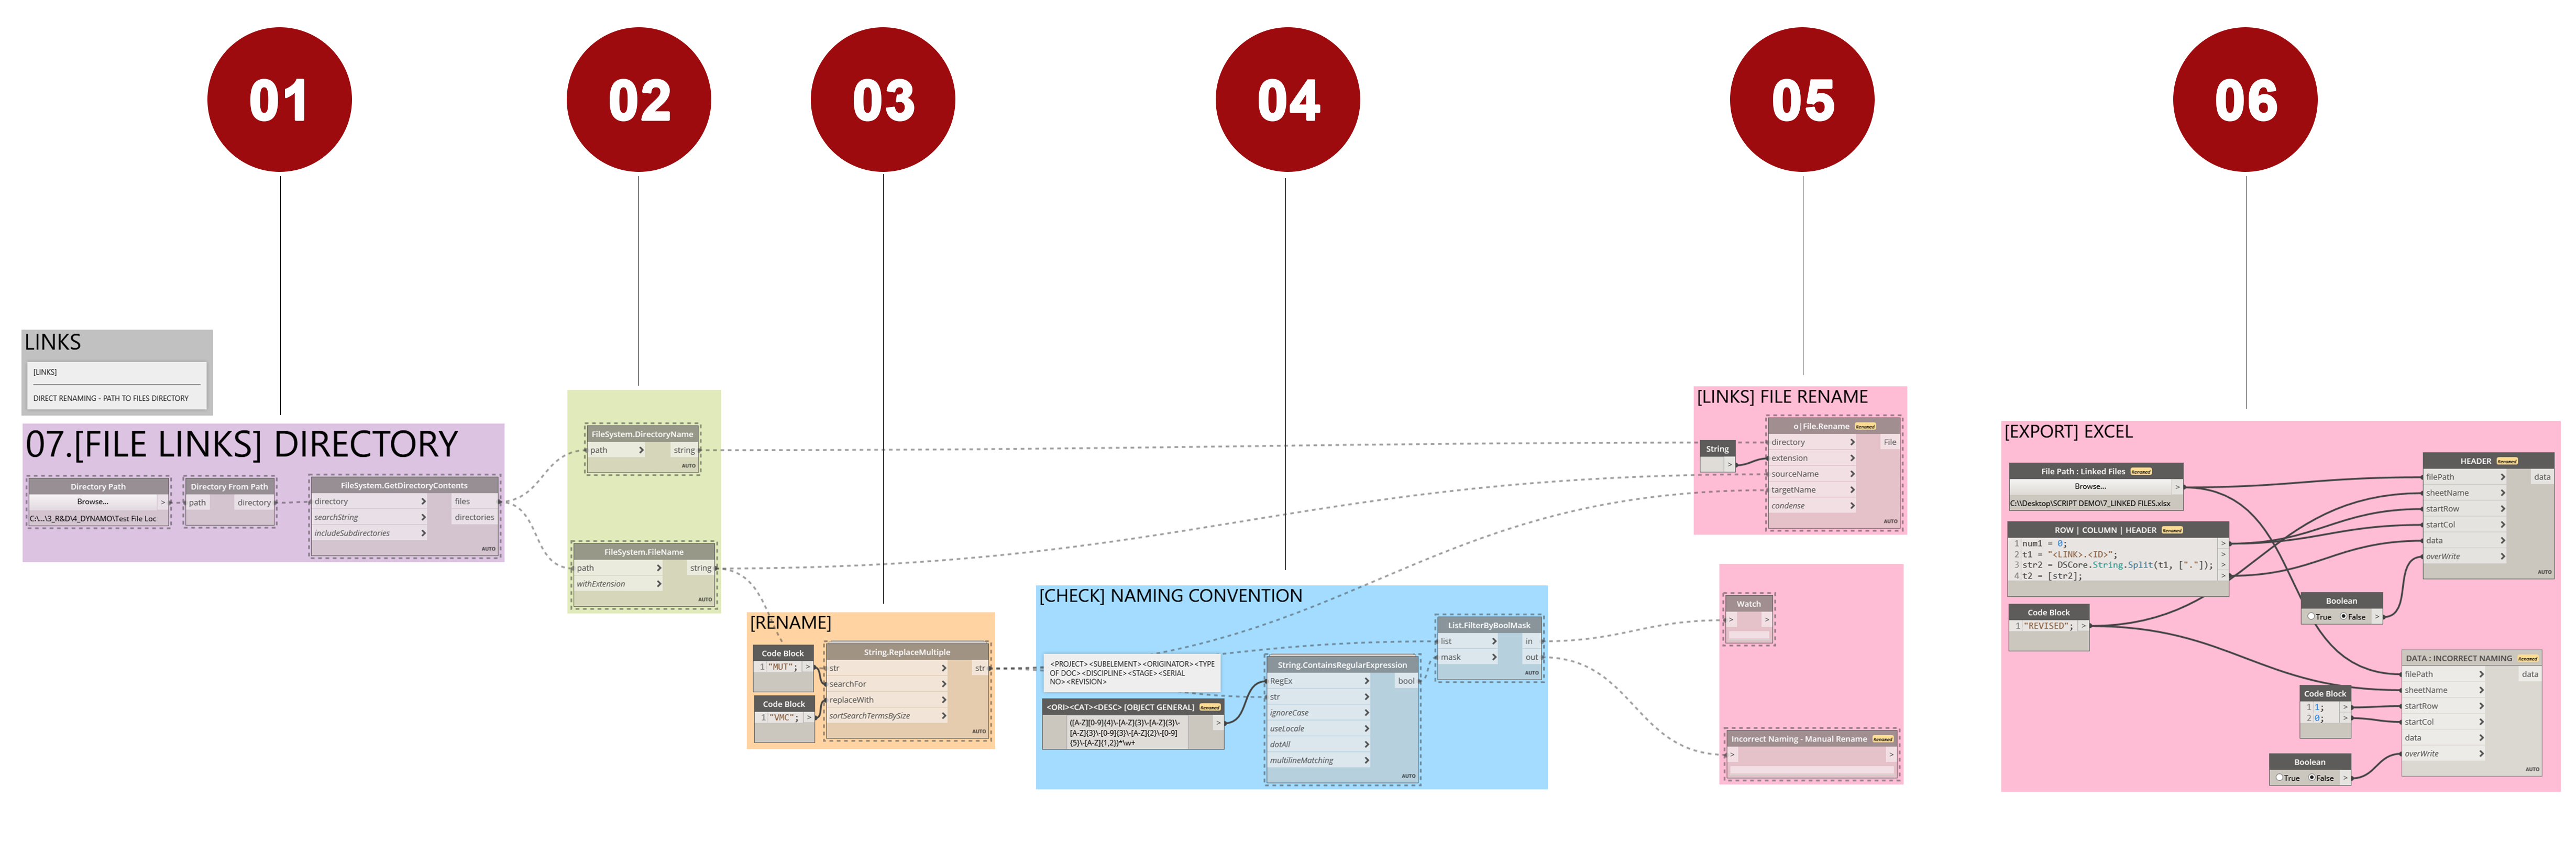 01
02
03
04
05
06
LINKS
[LINKS]
DIRECT RENAMING - PATH TO FILES DIRECTORY
07.[FILE LINKS] DIRECTORY
Directory Path
Browse...
>
C:\...\3_R&D\4_DYNAMO\Test File Loc
Directory From Path
path
directory
FileSystem.GetDirectoryContents
directory
files
searchString
directories
includeSubdirectories
AUTO
FileSystem.DirectoryName
path
string
AUTO
FileSystem.FileName
path
string
withExtension
AUTO
[RENAME]
Code Block
1 "MUT"; >
Code Block
1 "VMC"; >
String.ReplaceMultiple
str
str
searchFor
replaceWith
sortSearchTermsBySize
AUTO
[CHECK] NAMING CONVENTION
<PROJECT><SUBELEMENT><ORIGINATOR><TYPE
OF DOC><DISCIPLINE><STAGE><SERIAL
NO><REVISION>
<ORI><CAT><DESC> [OBJECT GENERAL] Renamed
([A-Z][0-9]{4}\-[A-Z]{3}\-[A-Z]{3}\-
[A-Z]{3}\-[0-9]{3}\-[A-Z]{2}\-[0-9]
{5}\-[A-Z]{1,2})*\w+
>
String.ContainsRegularExpression
RegEx
bool
str
ignoreCase
useLocale
dotAll
multilineMatching
AUTO
List.FilterByBoolMask
list
in
mask
out
AUTO
[LINKS] FILE RENAME
String
>
o|File.Rename Renamed
directory
File
extension
sourceName
targetName
condense
AUTO
Watch
> >
Incorrect Naming - Manual Rename Renamed
> >
[EXPORT] EXCEL
File Path : Linked Files Renamed
Browse...
>
C:\\Desktop\SCRIPT DEMO\7_LINKED FILES.xlsx
ROW | COLUMN | HEADER Renamed
1 num1 = 0; >
2 t1 = "<LINK>.<ID>"; >
3 str2 = DSCore.String.Split(t1, ["."]); >
4 t2 = [str2]; >
Code Block
1 "REVISED"; >
HEADER Renamed
filePath
data
sheetName
startRow
startCol
data
overWrite
AUTO
Boolean
True False >
DATA : INCORRECT NAMING Renamed
filePath
data
sheetName
startRow
startCol
data
overWrite
AUTO
Code Block
1 1; >
2 0; >
Boolean
True False >